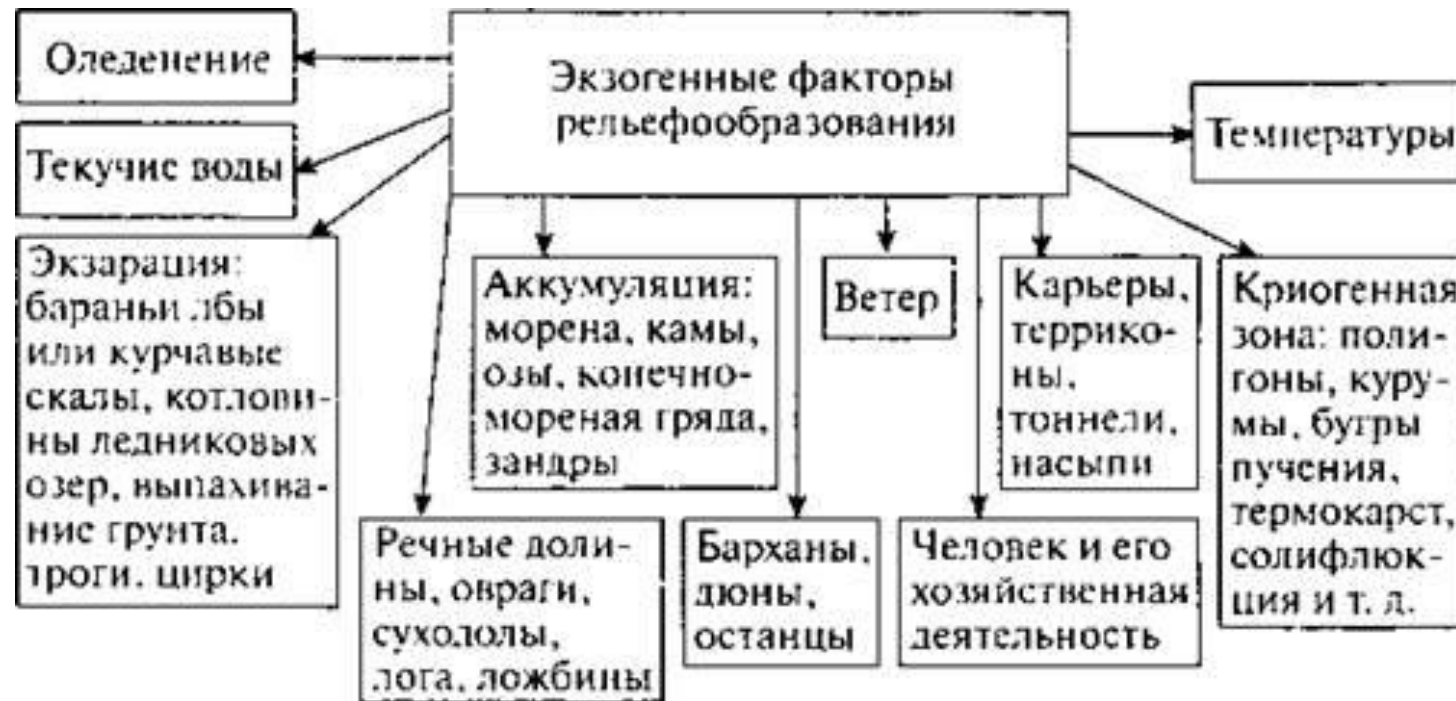 Оледенение
Экзогенные факторы
рельефообразования
Температуры
Текучие воды
Экзарация:
бараньи лбы
или курчавые
скалы, котлови-
ны ледниковых
озер, выпахива-
ние грунта,
троги, цирки
Аккумуляция:
морена, камы,
озы, конечно-
мореная гряда,
зандры
Ветер
Карьеры,
террико-
ны,
тоннели,
насыпи
Криогенная
зона: поли-
гоны, куру-
мы, бугры
пучения,
термокарст,
солифлюк-
ция и т. д.
Речные доли-
ны, овраги,
суходолы,
лога, ложбины
Барханы,
дюны,
останцы
Человек и его
хозяйственная
деятельность